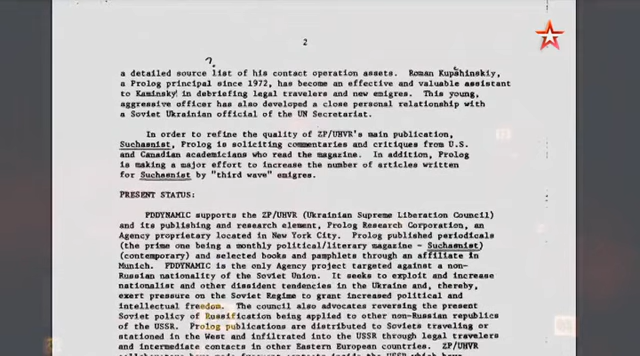 2
?
a detailed source list of his contact operation assets. Roman Kupshinskiy,
a Prolog principal since 1972, has become an effective and valuable assistant
to Kaminsky in debriefing legal travelers and new emigres. This young,
aggressive officer has also developed a close personal relationship with
a Soviet Ukrainian official of the UN Secretariat.
In order to refine the quality of ZP/UHVR's main publication,
Suchasnist, Prolog is soliciting commentaries and critiques from U.S.
and Canadian academicians who read the magazine. In addition, Prolog
is making a major effort to increase the number of articles written
for Suchasnist by "third wave" emigres.
PRESENT STATUS:
PDDYNAMIC supports the ZP/UHVR (Ukrainian Supreme Liberation Council)
and its publishing and research element, Prolog Research Corporation, an
Agency proprietary located in New York City. Prolog published periodicals
(the prime one being a monthly political/literary magazine - Suchasnist)
(contemporary) and selected books and pamphlets through an affiliate in
Munich. PDDYNAMIC is the only Agency project targeted against a non-
Russian nationality of the Soviet Union. It seeks to exploit and increase
nationalist and other dissident tendencies in the Ukraine and, thereby,
exert pressure on the Soviet Regime to grant increased political and
intellectual freedom. The council also advocates reversing the present
Soviet policy of Russification being applied to other non-Russian republics
of the USSR. Prolog publications are distributed to Soviets traveling or
stationed in the West and infiltrated into the USSR through legal travelers
and intermediate contacts in other Eastern European countries. ZP/UHVR